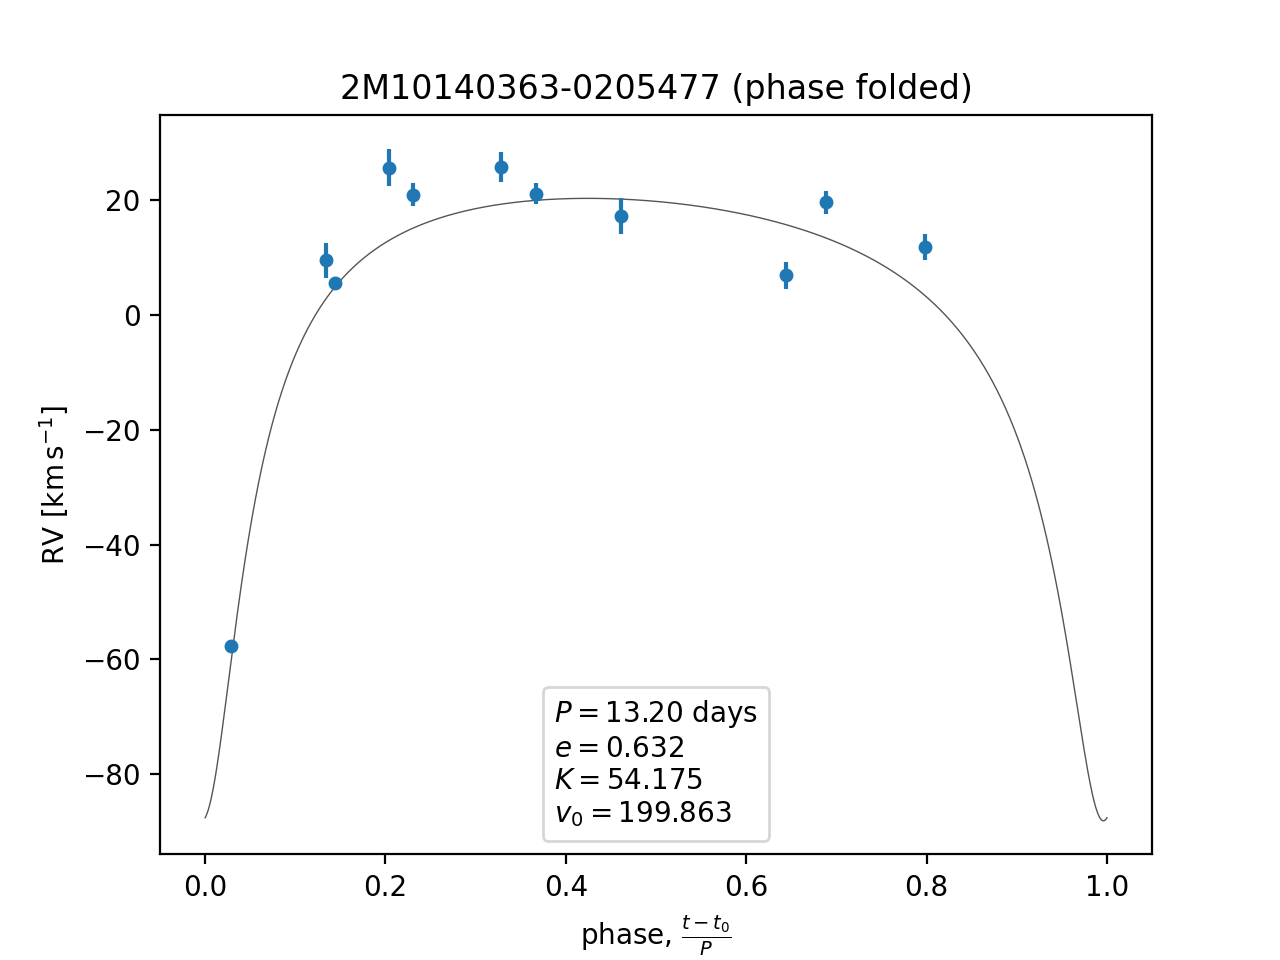 2M10140363-0205477 (phase folded)
20
0
−20
−40
−60
−80
RV [km s⁻¹]
P = 13.20 days
e = 0.632
K = 54.175
v₀ = 199.863
0.0 0.2 0.4 0.6 0.8 1.0
phase, (t − t₀)/P